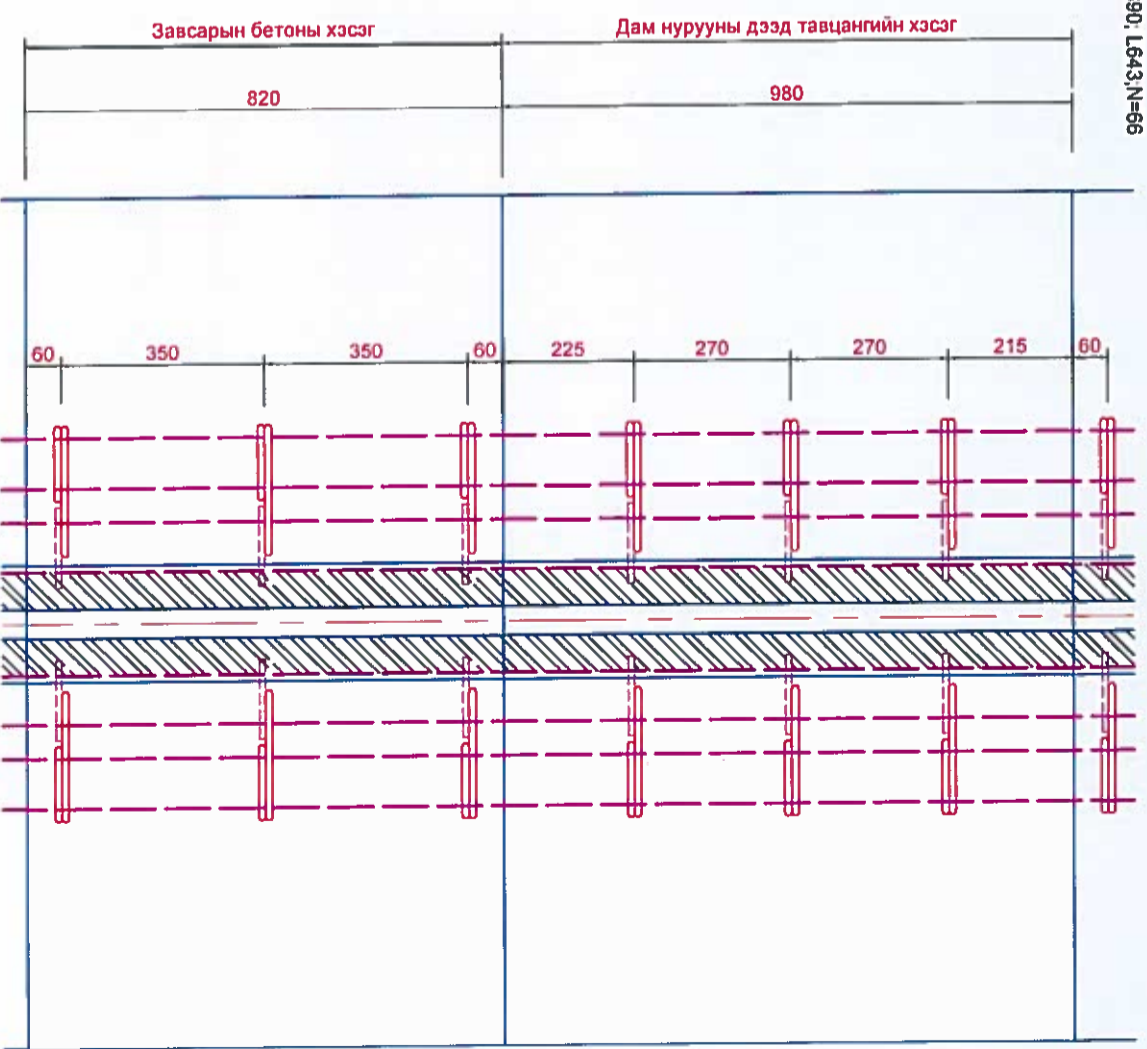 Завсарын бетоны хэсэг
Дам нурууны дээд тавцангийн хэсэг
820
980
60 350 350 60 225 270 270 215 60
90; L643;N=66